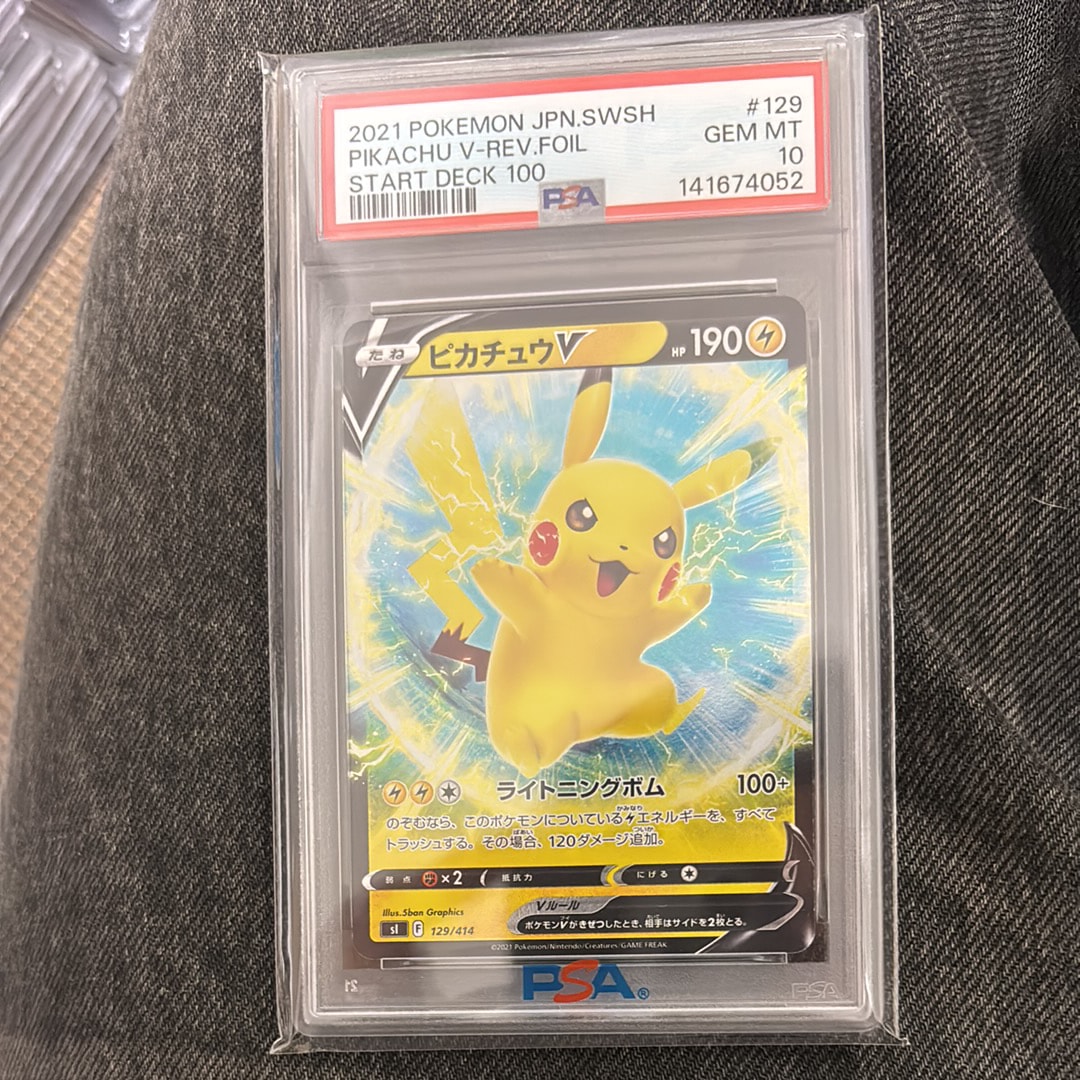 2021 POKEMON JPN.SWSH #129
PIKACHU V-REV.FOIL GEM MT
START DECK 100 10
PSA 141674052
たね ピカチュウV HP 190
ライトニングボム 100+
のぞむなら、このポケモンについているエネルギーを、すべて
トラッシュする。その場合、120ダメージ追加。
弱点 ×2 抵抗力 にげる
Vルール
ポケモンVがきぜつしたとき、相手はサイドを2枚とる。
Illus.5ban Graphics
sI F 129/414
©2021 Pokémon/Nintendo/Creatures/GAME FREAK
PSA®
PSA